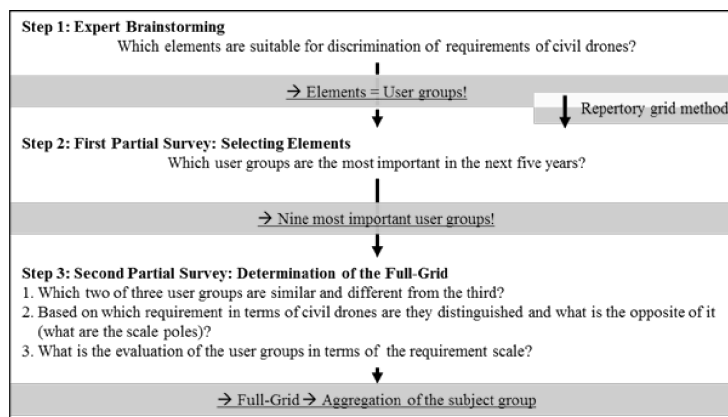 Step 1: Expert Brainstorming
Which elements are suitable for discrimination of requirements of civil drones?
→ Elements = User groups!
Repertory grid method
Step 2: First Partial Survey: Selecting Elements
Which user groups are the most important in the next five years?
→ Nine most important user groups!
Step 3: Second Partial Survey: Determination of the Full-Grid
1. Which two of three user groups are similar and different from the third?
2. Based on which requirement in terms of civil drones are they distinguished and what is the opposite of it
(what are the scale poles)?
3. What is the evaluation of the user groups in terms of the requirement scale?
→ Full-Grid → Aggregation of the subject group